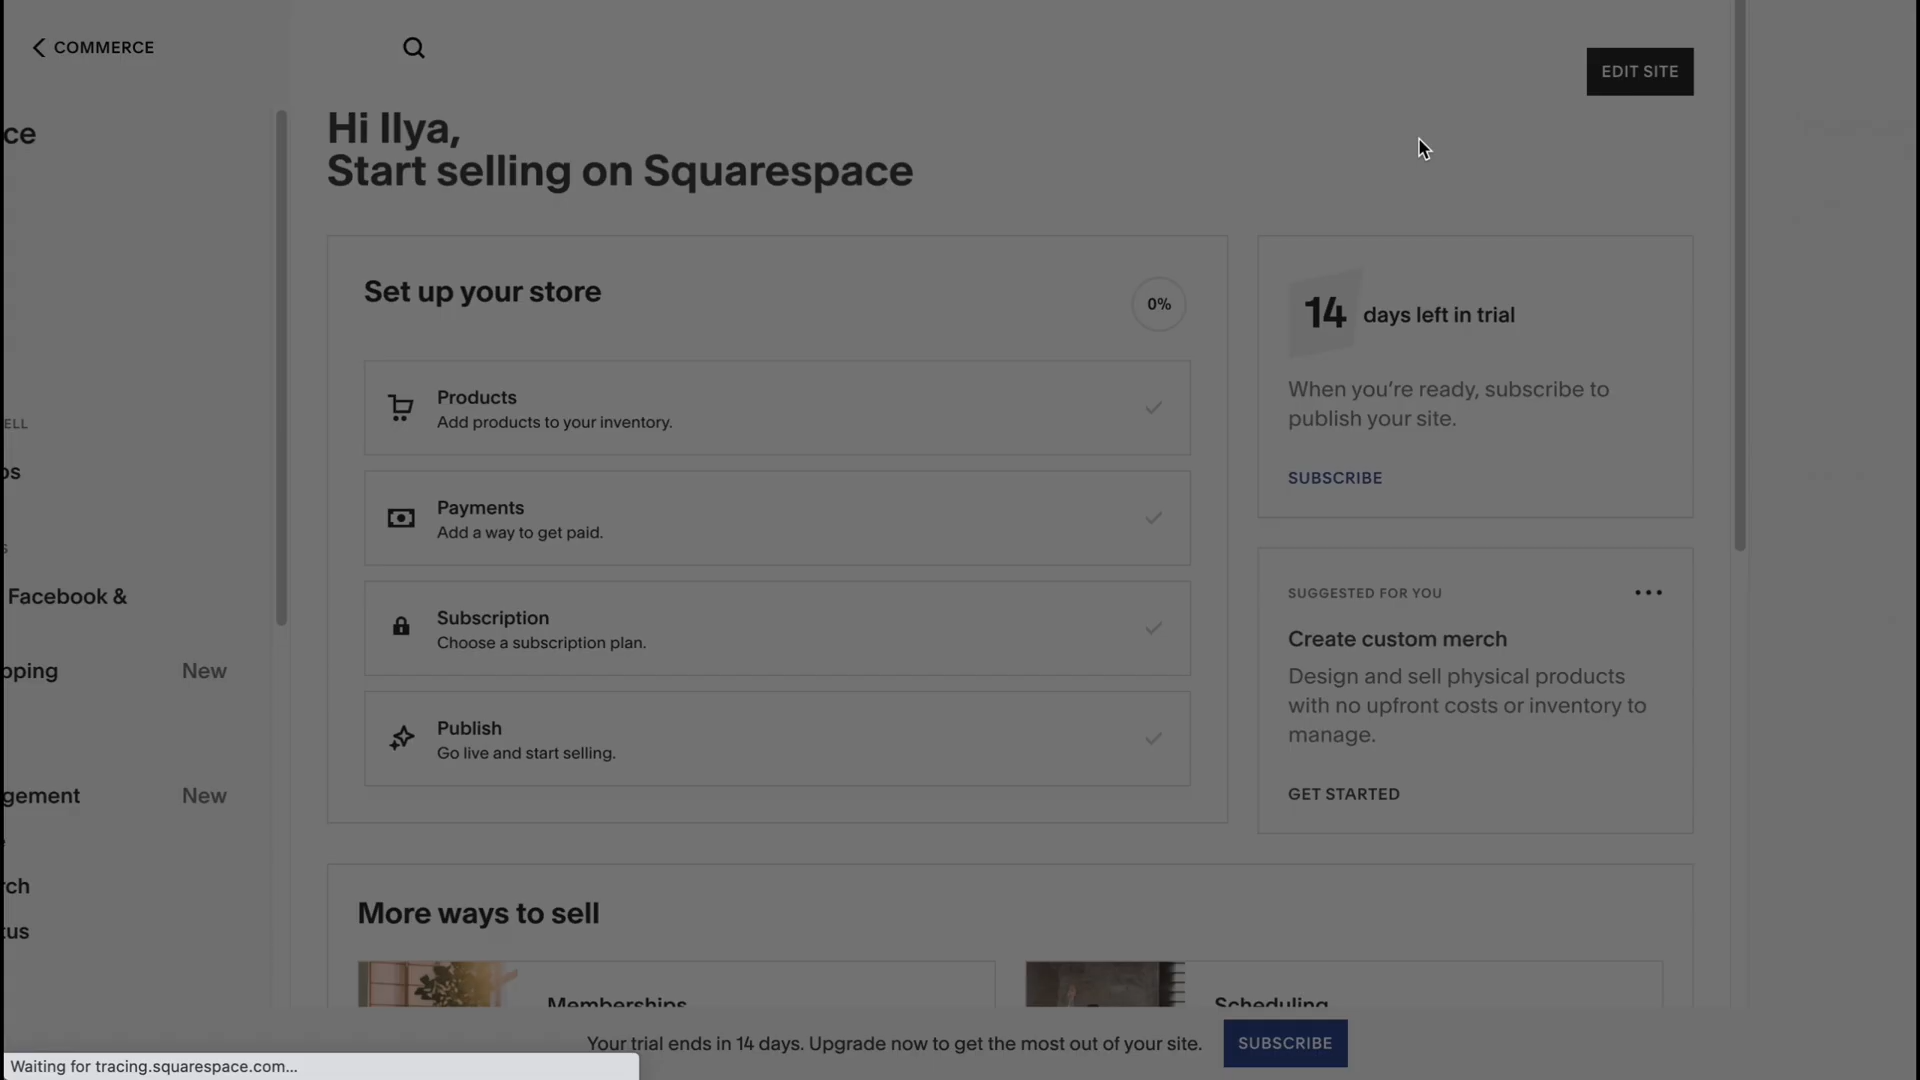 COMMERCE
EDIT SITE
Hi Ilya,
Start selling on Squarespace
ce
ELL
os
s
Facebook &
pping
New
gement
New
rch
tus
Set up your store
0%
Products
Add products to your inventory.
Payments
Add a way to get paid.
Subscription
Choose a subscription plan.
Publish
Go live and start selling.
14 days left in trial
When you're ready, subscribe to
publish your site.
SUBSCRIBE
SUGGESTED FOR YOU
Create custom merch
Design and sell physical products
with no upfront costs or inventory to
manage.
GET STARTED
More ways to sell
Memberships
Scheduling
Your trial ends in 14 days. Upgrade now to get the most out of your site.
SUBSCRIBE
Waiting for tracing.squarespace.com...